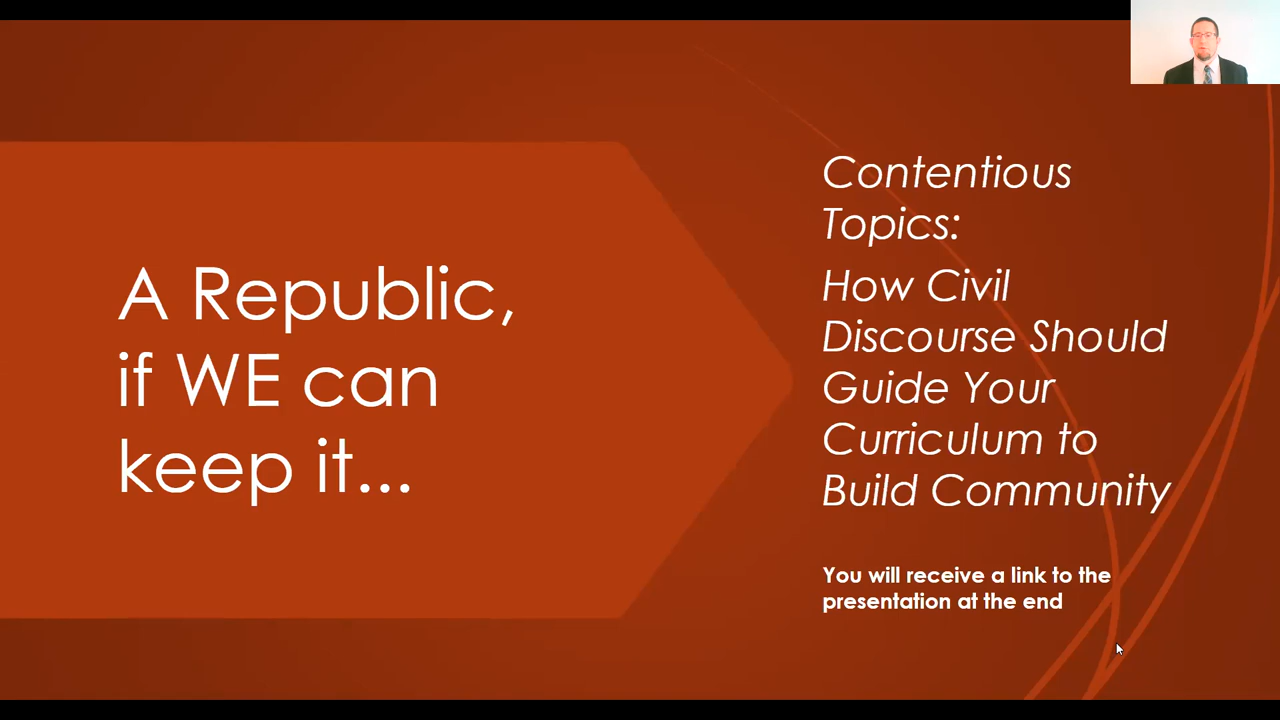 A Republic,
if WE can
keep it...
Contentious
Topics:
How Civil
Discourse Should
Guide Your
Curriculum to
Build Community
You will receive a link to the
presentation at the end